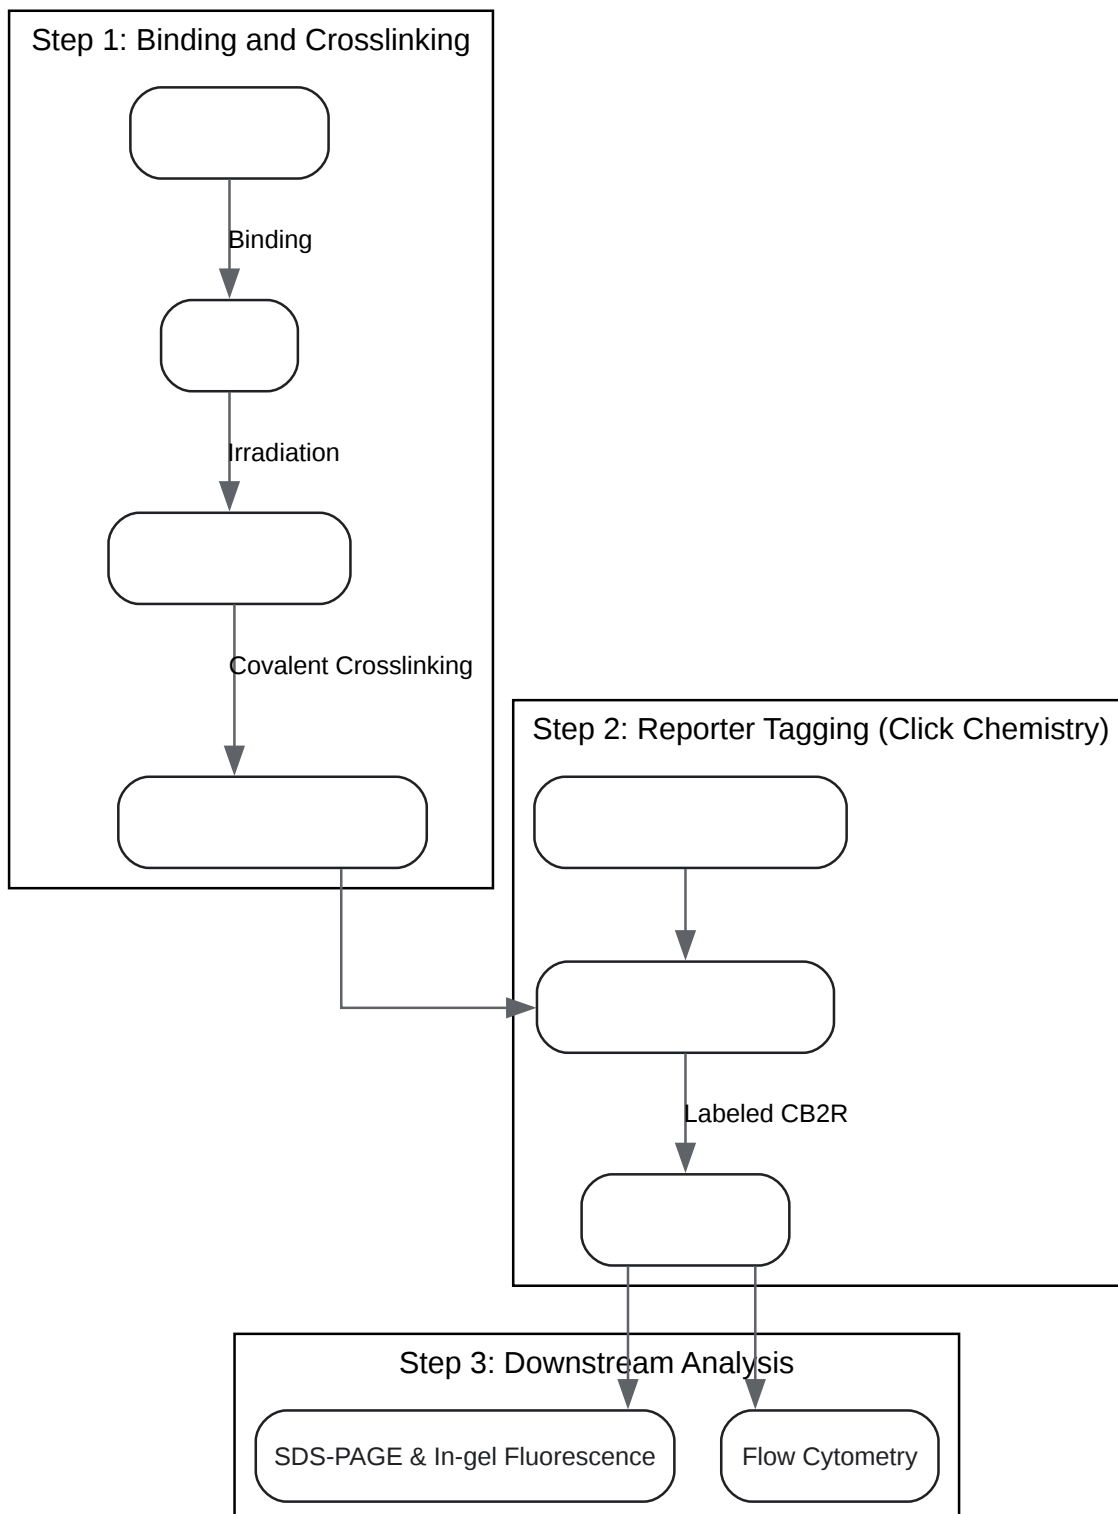 Step 1: Binding and Crosslinking
Binding
Irradiation
Covalent Crosslinking
Step 2: Reporter Tagging (Click Chemistry)
Labeled CB2R
Step 3: Downstream Analysis
SDS-PAGE & In-gel Fluorescence
Flow Cytometry